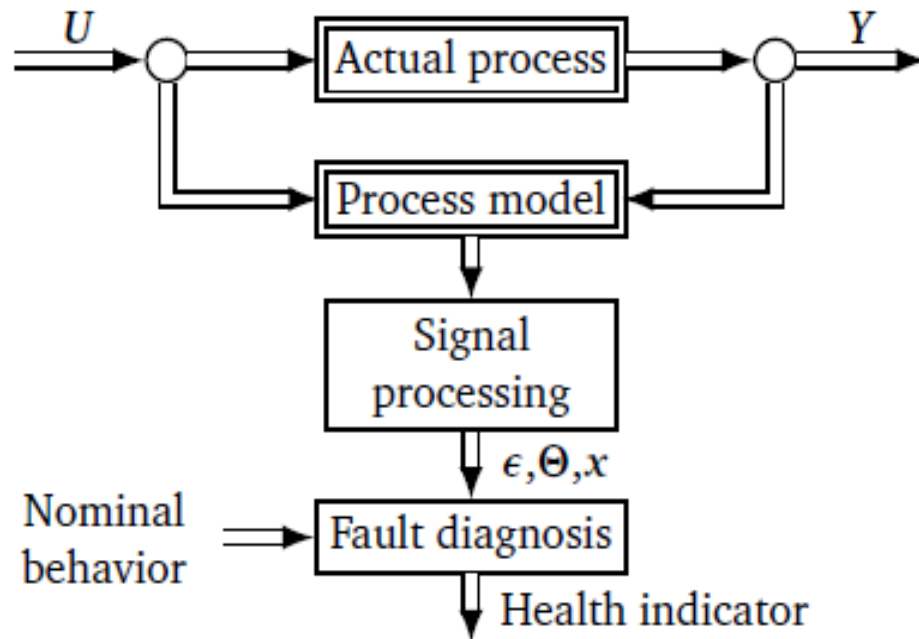 U
Actual process
Y
Process model
Signal
processing
ϵ,Θ,x
Nominal
behavior
Fault diagnosis
Health indicator